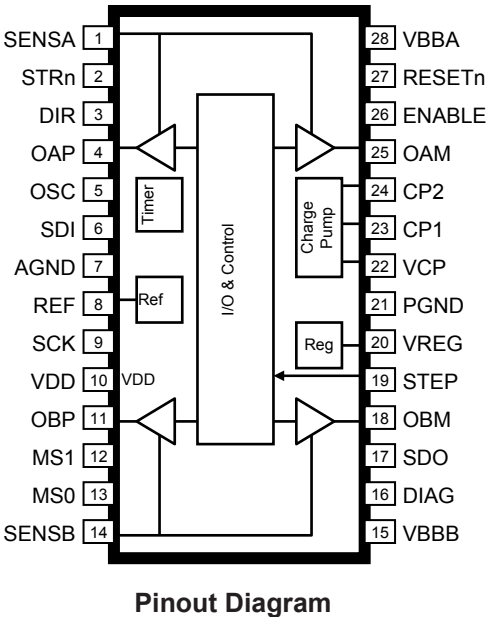 SENSA 1
STRn 2
DIR 3
OAP 4
OSC 5
SDI 6
AGND 7
REF 8
SCK 9
VDD 10 VDD
OBP 11
MS1 12
MS0 13
SENSB 14
Timer
Ref
I/O & Control
Charge
Pump
Reg
28 VBBA
27 RESETn
26 ENABLE
25 OAM
24 CP2
23 CP1
22 VCP
21 PGND
20 VREG
19 STEP
18 OBM
17 SDO
16 DIAG
15 VBBB
Pinout Diagram